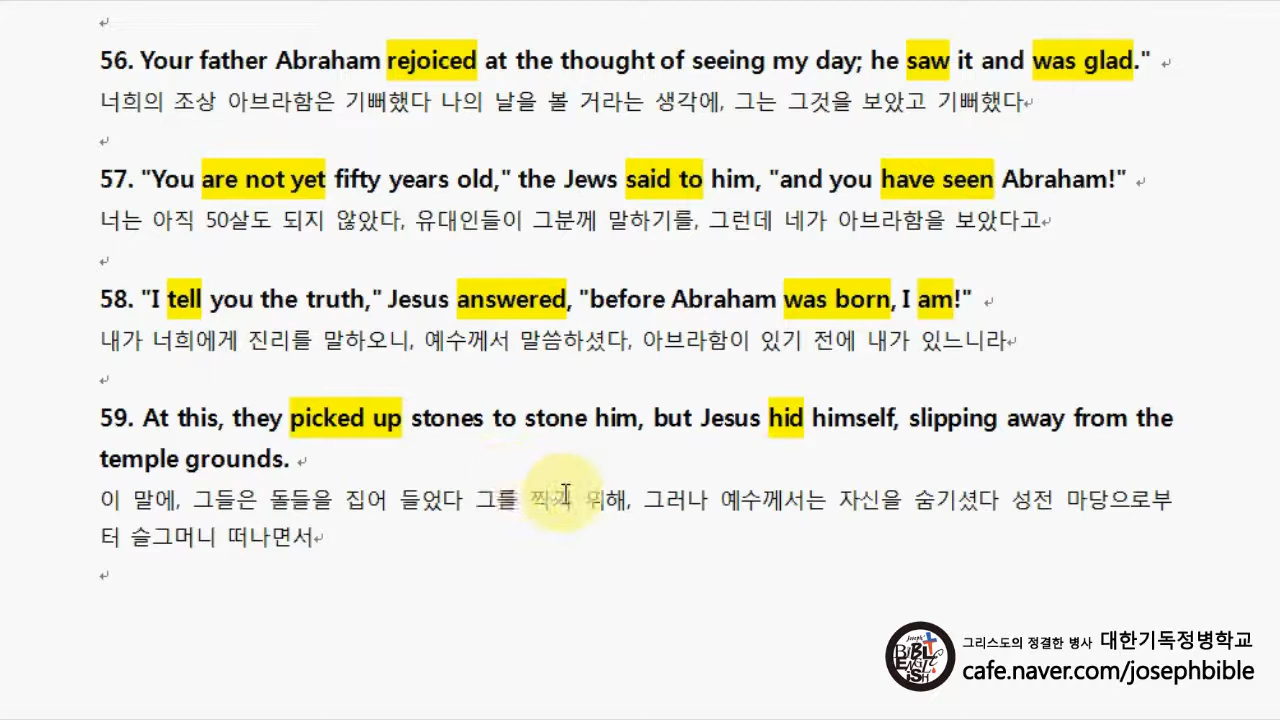 56. Your father Abraham rejoiced at the thought of seeing my day; he saw it and was glad."
너희의 조상 아브라함은 기뻐했다 나의 날을 볼 거라는 생각에, 그는 그것을 보았고 기뻐했다
57. "You are not yet fifty years old," the Jews said to him, "and you have seen Abraham!"
너는 아직 50살도 되지 않았다, 유대인들이 그분께 말하기를, 그런데 네가 아브라함을 보았다고
58. "I tell you the truth," Jesus answered, "before Abraham was born, I am!"
내가 너희에게 진리를 말하오니, 예수께서 말씀하셨다, 아브라함이 있기 전에 내가 있느니라
59. At this, they picked up stones to stone him, but Jesus hid himself, slipping away from the
temple grounds.
이 말에, 그들은 돌들을 집어 들었다 그를 위해, 그러나 예수께서는 자신을 숨기셨다 성전 마당으로부
터 슬그머니 떠나면서
Joseph' BIBLE ENGLISH
그리스도의 정결한 병사 대한기독정병학교
cafe.naver.com/josephbible